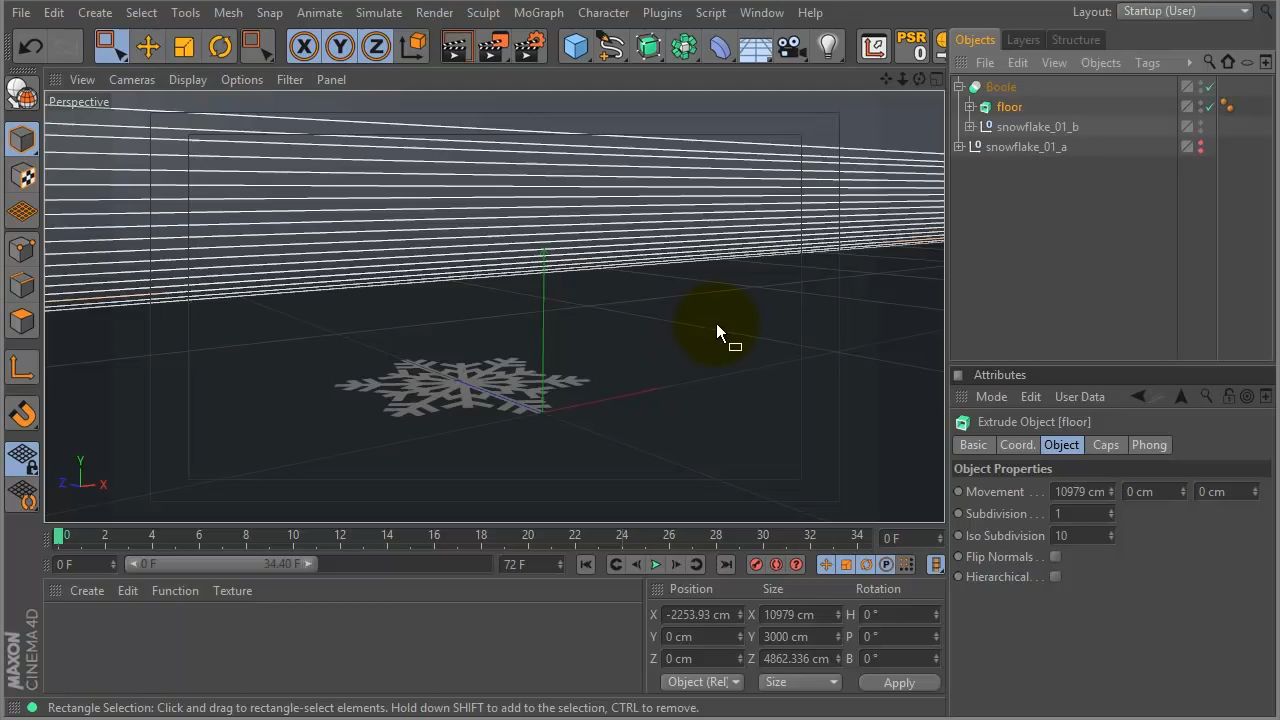 File Edit Create Select Tools Mesh Snap Animate Simulate Render Sculpt MoGraph Character Plugins Script Window Help Layout: Startup (User)
X Y Z PSR 0
Objects Layers Structure
View Cameras Display Options Filter Panel
File Edit View Objects Tags
Perspective
Boole
floor
snowflake_01_b
snowflake_01_a
Attributes
Mode Edit User Data
Extrude Object [floor]
Basic Coord. Object Caps Phong
Object Properties
Movement . . . 10979 cm 0 cm 0 cm
Subdivision . . . 1
Iso Subdivision 10
Flip Normals . .
Hierarchical. . .
Y
Z X
0 2 4 6 8 10 12 14 16 18 20 22 24 26 28 30 32 34 0 F
0 F 0 F 34.40 F 72 F
Create Edit Function Texture
Position Size Rotation
X -2253.93 cm X 10979 cm H 0 °
Y 0 cm Y 3000 cm P 0 °
Z 0 cm Z 4862.336 cm B 0 °
Object (Rel) Size Apply
MAXON CINEMA 4D
Rectangle Selection: Click and drag to rectangle-select elements. Hold down SHIFT to add to the selection, CTRL to remove.